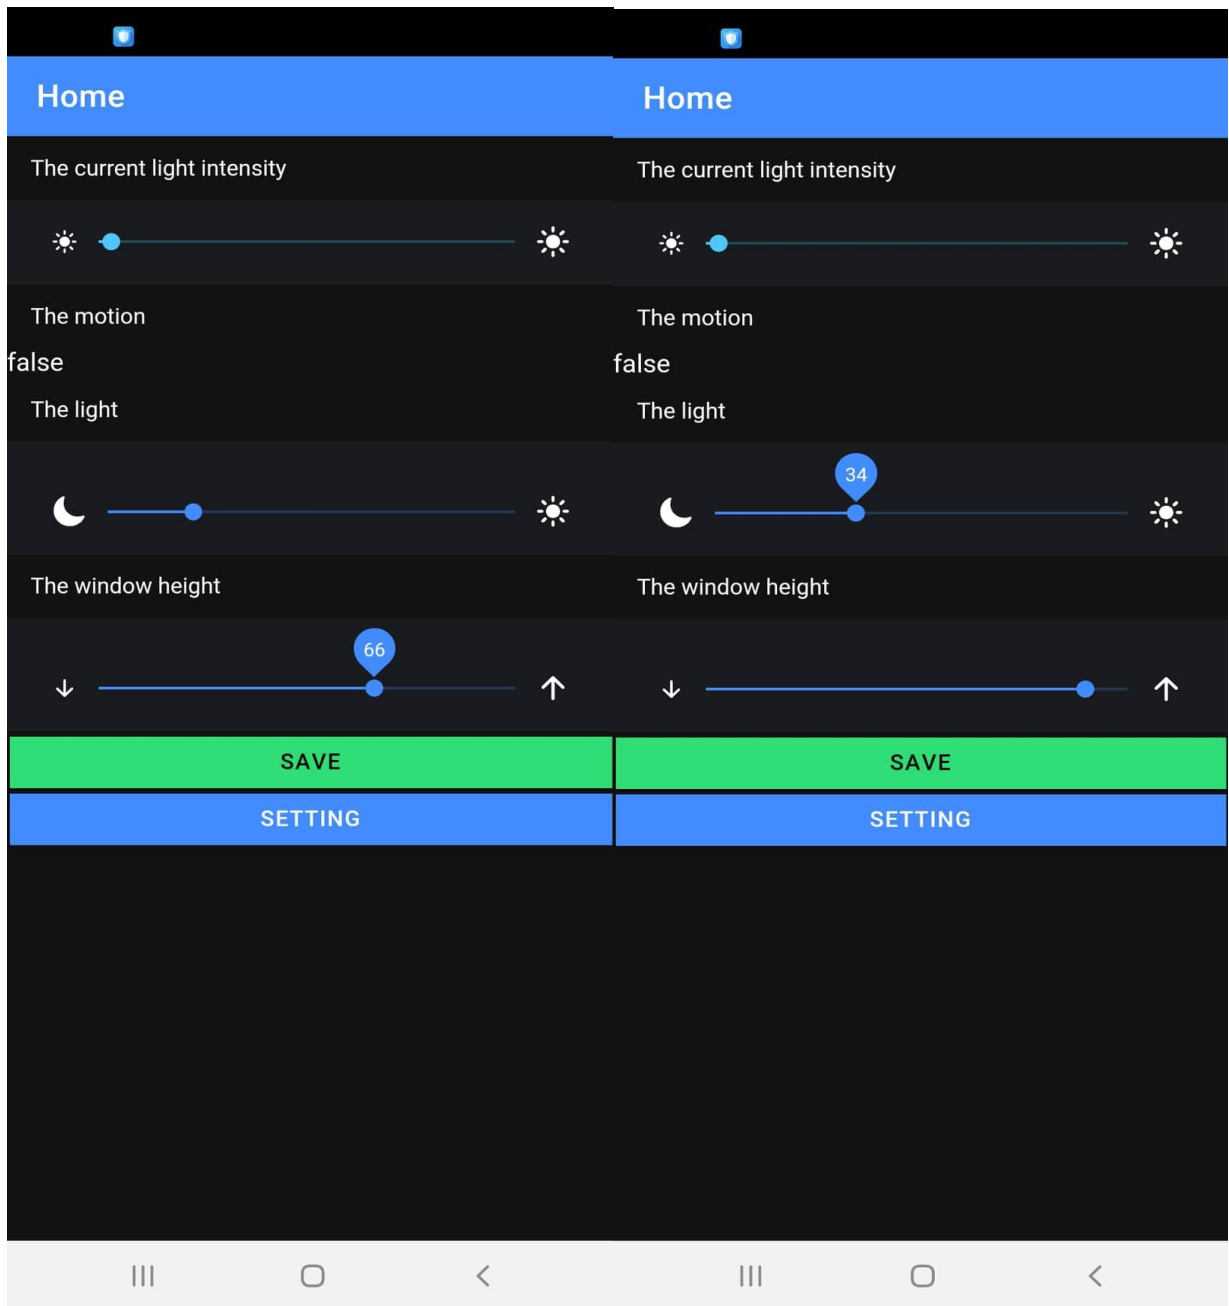 Home
The current light intensity
The motion
false
The light
The window height
66
SAVE
SETTING
Home
The current light intensity
The motion
false
The light
34
The window height
SAVE
SETTING